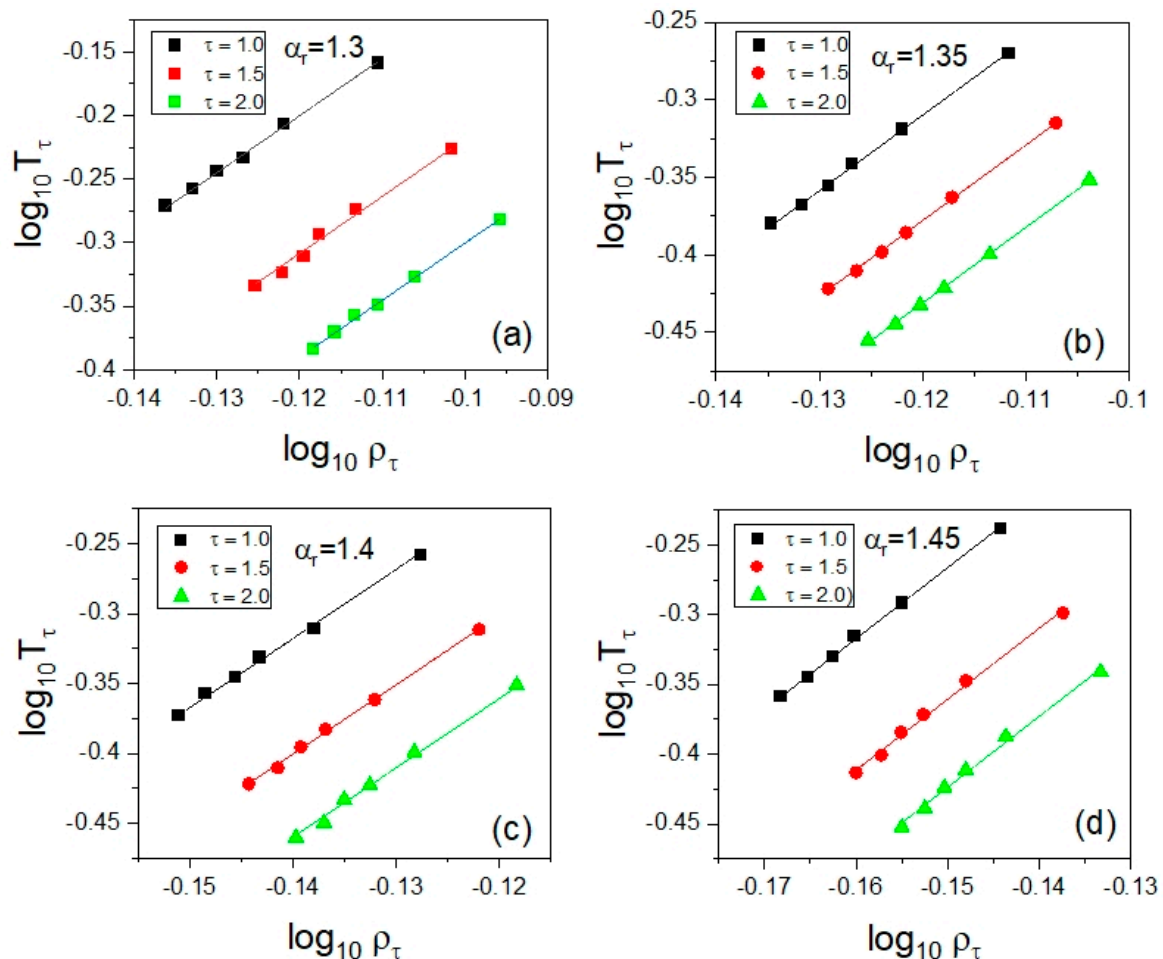 τ = 1.0
τ = 1.5
τ = 2.0
αr=1.3
-0.15
-0.2
-0.25
-0.3
-0.35
-0.4
log10 Tτ
(a)
-0.14 -0.13 -0.12 -0.11 -0.1 -0.09
log10 ρτ
τ = 1.0
τ = 1.5
τ = 2.0
αr=1.35
-0.25
-0.3
-0.35
-0.4
-0.45
log10 Tτ
(b)
-0.14 -0.13 -0.12 -0.11 -0.1
log10 ρτ
τ = 1.0
τ = 1.5
τ = 2.0
αr=1.4
-0.25
-0.3
-0.35
-0.4
-0.45
log10 Tτ
(c)
-0.15 -0.14 -0.13 -0.12
log10 ρτ
τ = 1.0
τ = 1.5
τ = 2.0)
αr=1.45
-0.25
-0.3
-0.35
-0.4
-0.45
log10 Tτ
(d)
-0.17 -0.16 -0.15 -0.14 -0.13
log10 ρτ